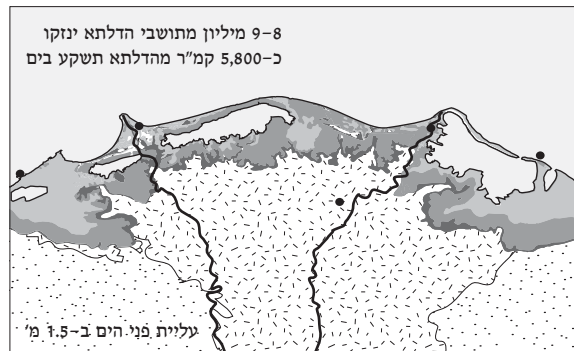 8–9 מיליון מתושבי הדלתא ינזקו
כ-5,800 קמ"ר מהדלתא תשקע בים
עליית פני הים ב-1.5 מ'